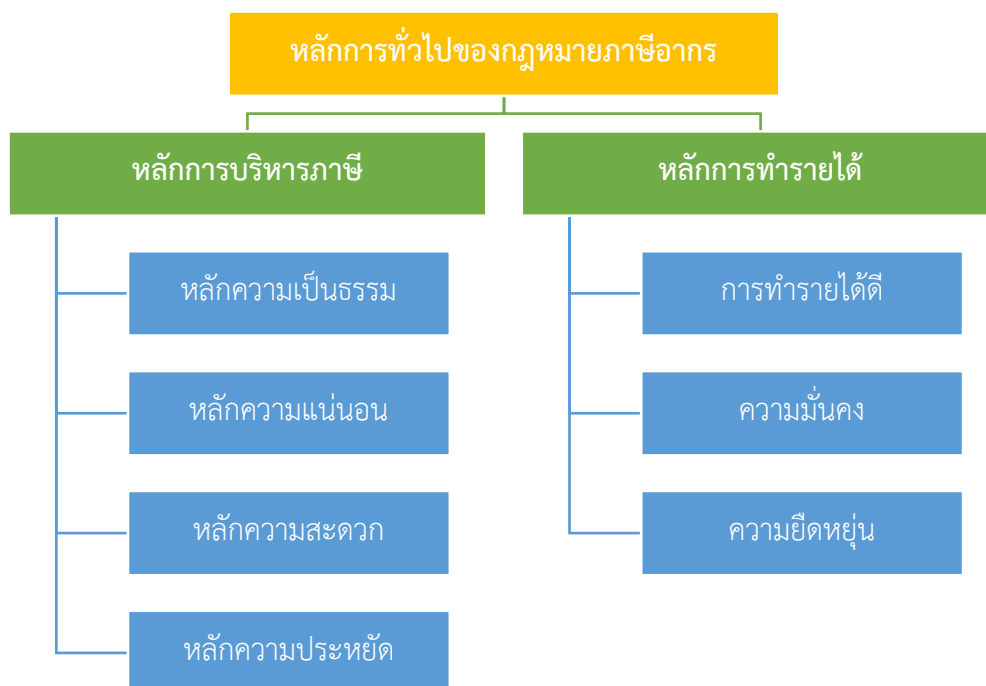 หลักการทั่วไปของกฎหมายภาษีอากร
หลักการบริหารภาษี
หลักความเป็นธรรม
หลักความแน่นอน
หลักความสะดวก
หลักความประหยัด
หลักการทำรายได้
การทำรายได้ดี
ความมั่นคง
ความยืดหยุ่น